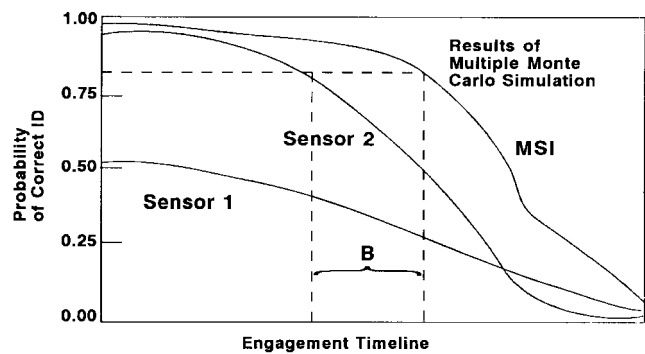 1.00
Results of
Multiple Monte
Carlo Simulation
0.75
Sensor 2
MSI
Probability
of Correct ID
0.50
Sensor 1
0.25
B
0.00
Engagement Timeline